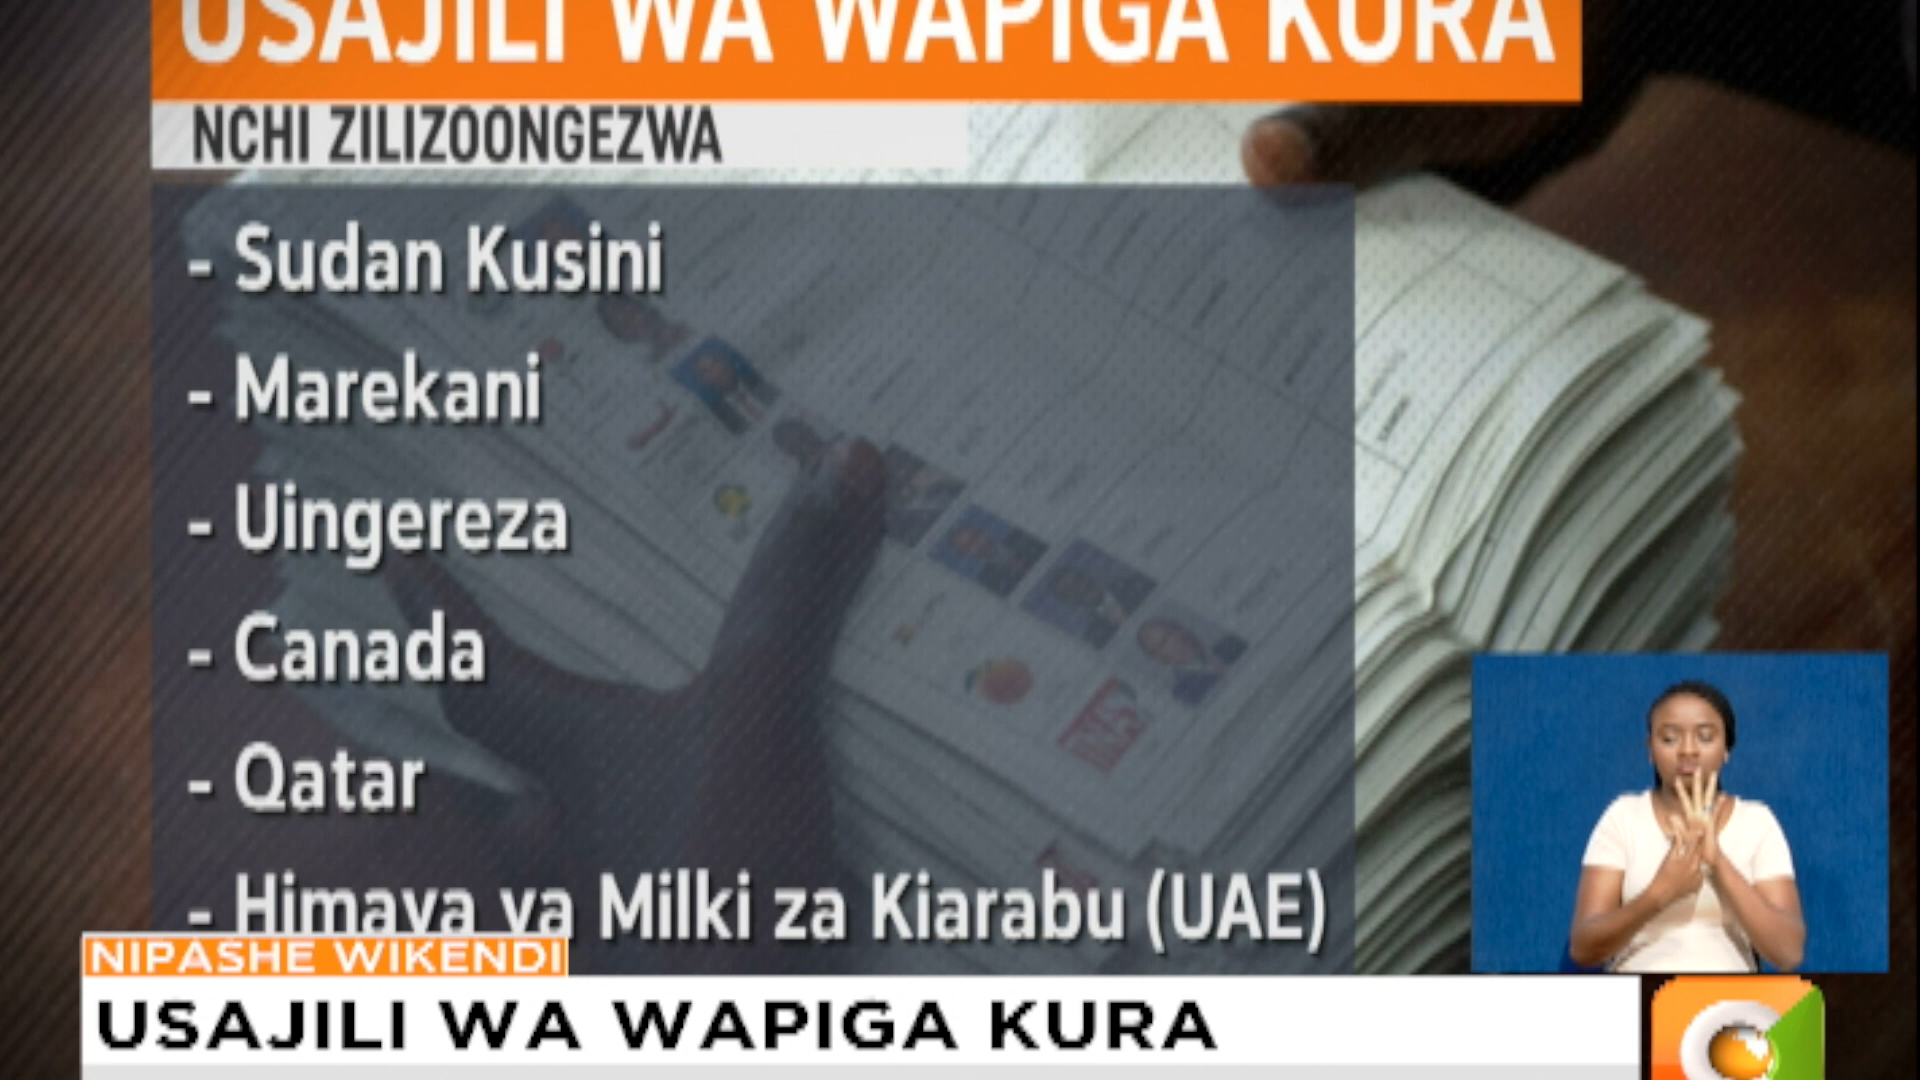 USAJILI WA WAPIGA KURA
NCHI ZILIZOONGEZWA
- Sudan Kusini
- Marekani
- Uingereza
- Canada
- Qatar
- Himaya ya Milki za Kiarabu (UAE)
NIPASHE WIKENDI
USAJILI WA WAPIGA KURA